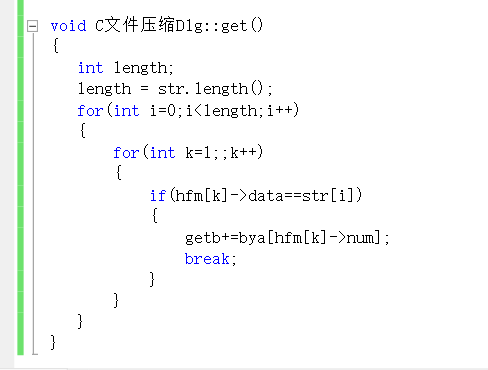 void C文件压缩Dlg::get()
{
int length;
length = str.length();
for(int i=0;i<length;i++)
{
for(int k=1;;k++)
{
if(hfm[k]->data==str[i])
{
getb+=bya[hfm[k]->num];
break;
}
}
}
}